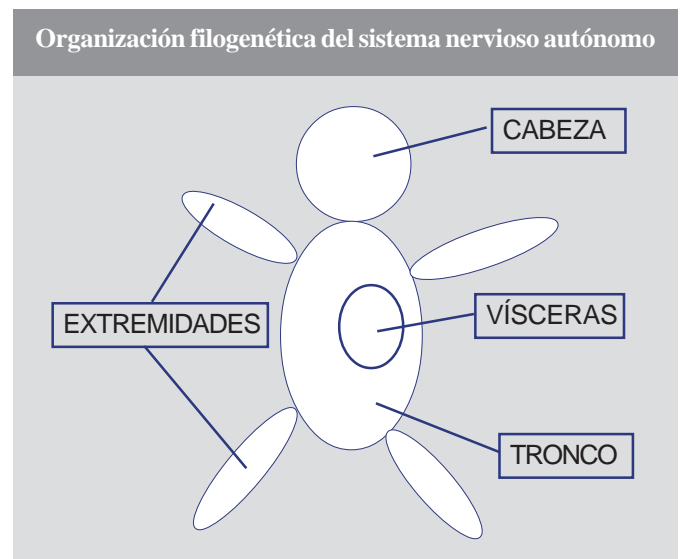 Organización filogenética del sistema nervioso autónomo
CABEZA
EXTREMIDADES
VÍSCERAS
TRONCO